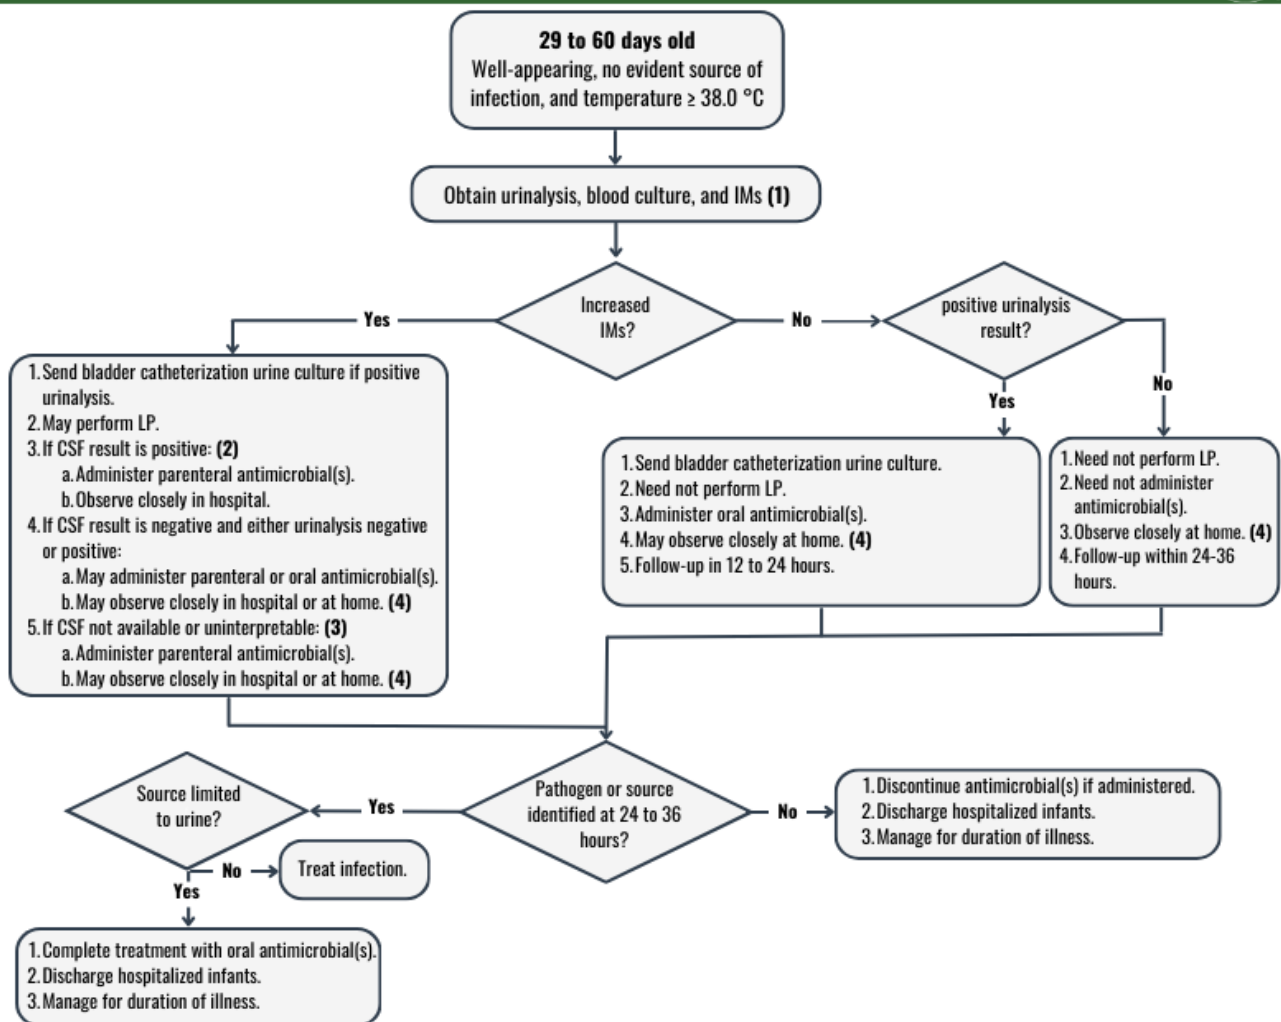 29 to 60 days old
Well-appearing, no evident source of
infection, and temperature ≥ 38.0 °C
Obtain urinalysis, blood culture, and IMs (1)
Increased
IMs?
Yes
No
positive urinalysis
result?
Yes
No
1. Send bladder catheterization urine culture if positive
urinalysis.
2. May perform LP.
3. If CSF result is positive: (2)
a. Administer parenteral antimicrobial(s).
b. Observe closely in hospital.
4. If CSF result is negative and either urinalysis negative
or positive:
a. May administer parenteral or oral antimicrobial(s).
b. May observe closely in hospital or at home. (4)
5. If CSF not available or uninterpretable: (3)
a. Administer parenteral antimicrobial(s).
b. May observe closely in hospital or at home. (4)
1. Send bladder catheterization urine culture.
2. Need not perform LP.
3. Administer oral antimicrobial(s).
4. May observe closely at home. (4)
5. Follow-up in 12 to 24 hours.
1. Need not perform LP.
2. Need not administer
antimicrobial(s).
3. Observe closely at home. (4)
4. Follow-up within 24-36
hours.
Pathogen or source
identified at 24 to 36
hours?
Yes
No
1. Discontinue antimicrobial(s) if administered.
2. Discharge hospitalized infants.
3. Manage for duration of illness.
Source limited
to urine?
No
Treat infection.
Yes
1. Complete treatment with oral antimicrobial(s).
2. Discharge hospitalized infants.
3. Manage for duration of illness.